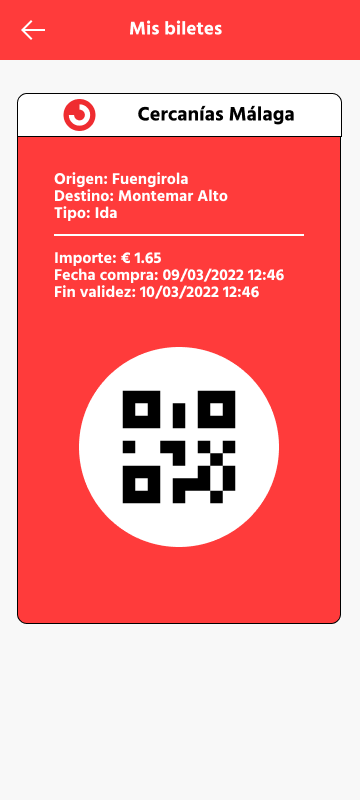 Mis biletes
Cercanías Málaga
Origen: Fuengirola
Destino: Montemar Alto
Tipo: Ida
Importe: € 1.65
Fecha compra: 09/03/2022 12:46
Fin validez: 10/03/2022 12:46